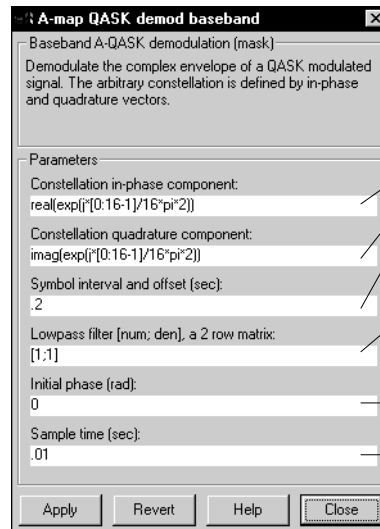 A-map QASK demod baseband
Baseband A-QASK demodulation (mask)
Demodulate the complex envelope of a QASK modulated
signal. The arbitrary constellation is defined by in-phase
and quadrature vectors.
Parameters
Constellation in-phase component:
real(exp(j*[0:16-1]/16*pi*2))
Constellation quadrature component:
imag(exp(j*[0:16-1]/16*pi*2))
Symbol interval and offset (sec):
.2
Lowpass filter [num; den], a 2 row matrix:
[1;1]
Initial phase (rad):
0
Sample time (sec):
.01
Apply
Revert
Help
Close